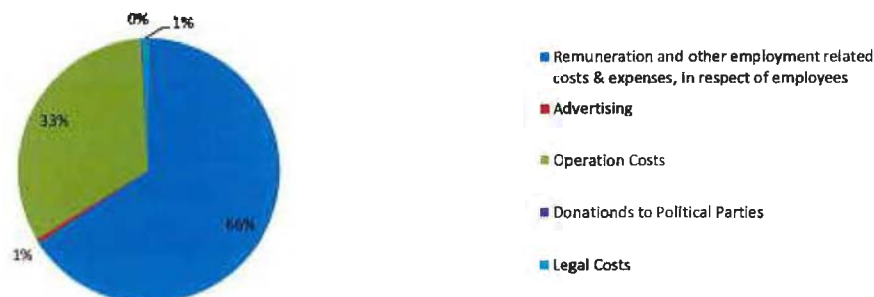 0%
1%
33%
66%
1%
Remuneration and other employment related
costs & expenses, in respect of employees
Advertising
Operation Costs
Donationds to Political Parties
Legal Costs